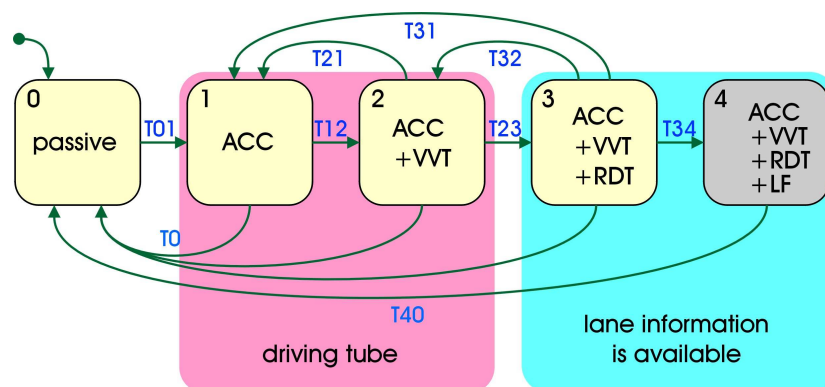 T31
T21
T32
0
1
2
3
4
passive
T01
ACC
T12
ACC
+VVT
T23
ACC
+VVT
+RDT
T34
ACC
+VVT
+RDT
+LF
T0
T40
driving tube
lane information
is available